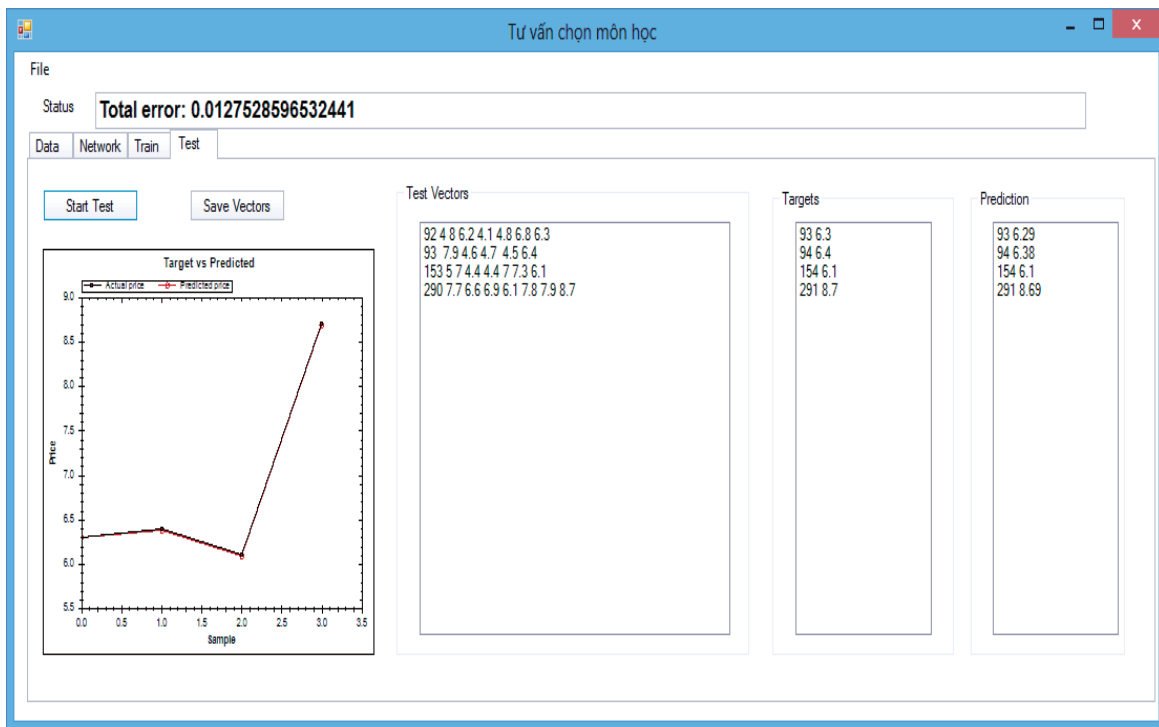 Tư vấn chọn môn học
File
Status
Total error: 0.0127528596532441
Data Network Train Test
Start Test
Save Vectors
Target vs Predicted
Actual price Predicted price
9.0
8.5
8.0
7.5
7.0
6.5
6.0
5.5
Price
0.0 0.5 1.0 1.5 2.0 2.5 3.0 3.5
Sample
Test Vectors
92 4 8 6.2 4.1 4.8 6.8 6.3
93 7.9 4.6 4.7 4.5 6.4
153 5 7 4.4 4.4 7 7.3 6.1
290 7.7 6.6 6.9 6.1 7.8 7.9 8.7
Targets
93 6.3
94 6.4
154 6.1
291 8.7
Prediction
93 6.29
94 6.38
154 6.1
291 8.69